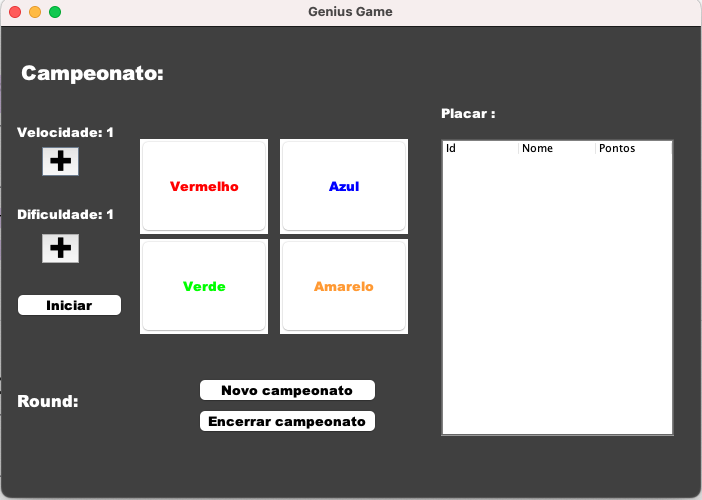 Genius Game
Campeonato:
Placar :
Velocidade: 1
Id Nome Pontos
Vermelho Azul
Dificuldade: 1
Verde Amarelo
Iniciar
Novo campeonato
Round:
Encerrar campeonato